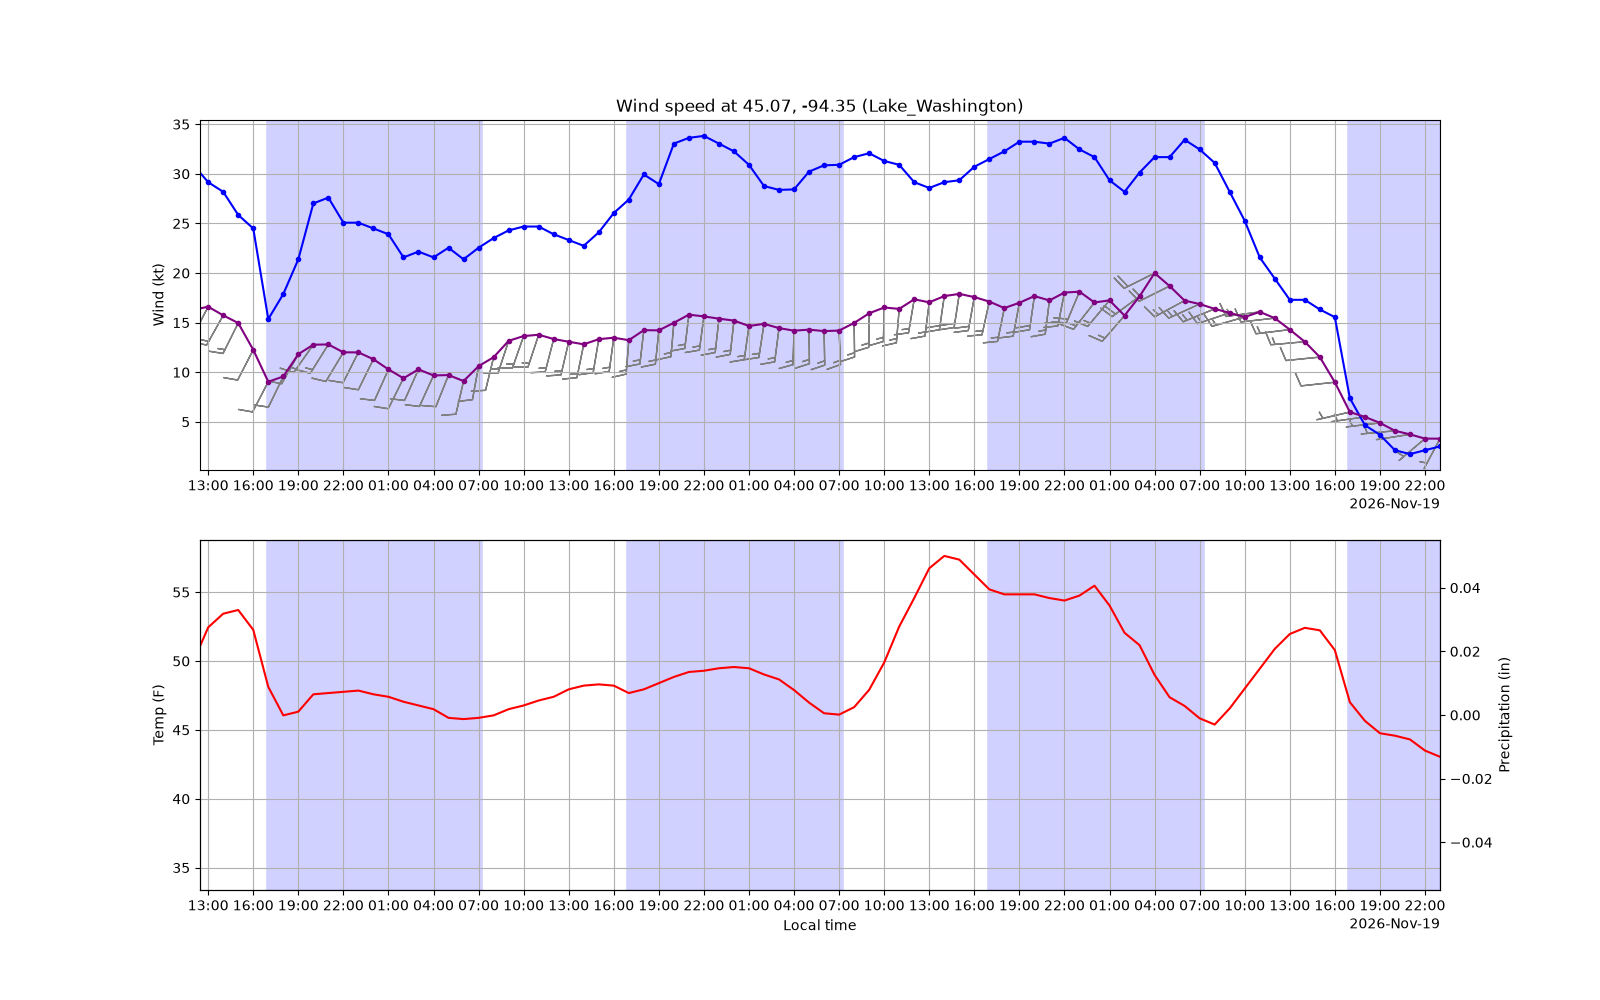 Wind speed at 45.07, -94.35 (Lake_Washington)
35
30
25
20
15
10
5
Wind (kt)
13:00 16:00 19:00 22:00 01:00 04:00 07:00 10:00 13:00 16:00 19:00 22:00 01:00 04:00 07:00 10:00 13:00 16:00 19:00 22:00 01:00 04:00 07:00 10:00 13:00 16:00 19:00 22:00
2026-Nov-19
55
50
45
40
35
Temp (F)
0.04
0.02
0.00
−0.02
−0.04
Precipitation (in)
13:00 16:00 19:00 22:00 01:00 04:00 07:00 10:00 13:00 16:00 19:00 22:00 01:00 04:00 07:00 10:00 13:00 16:00 19:00 22:00 01:00 04:00 07:00 10:00 13:00 16:00 19:00 22:00
2026-Nov-19
Local time